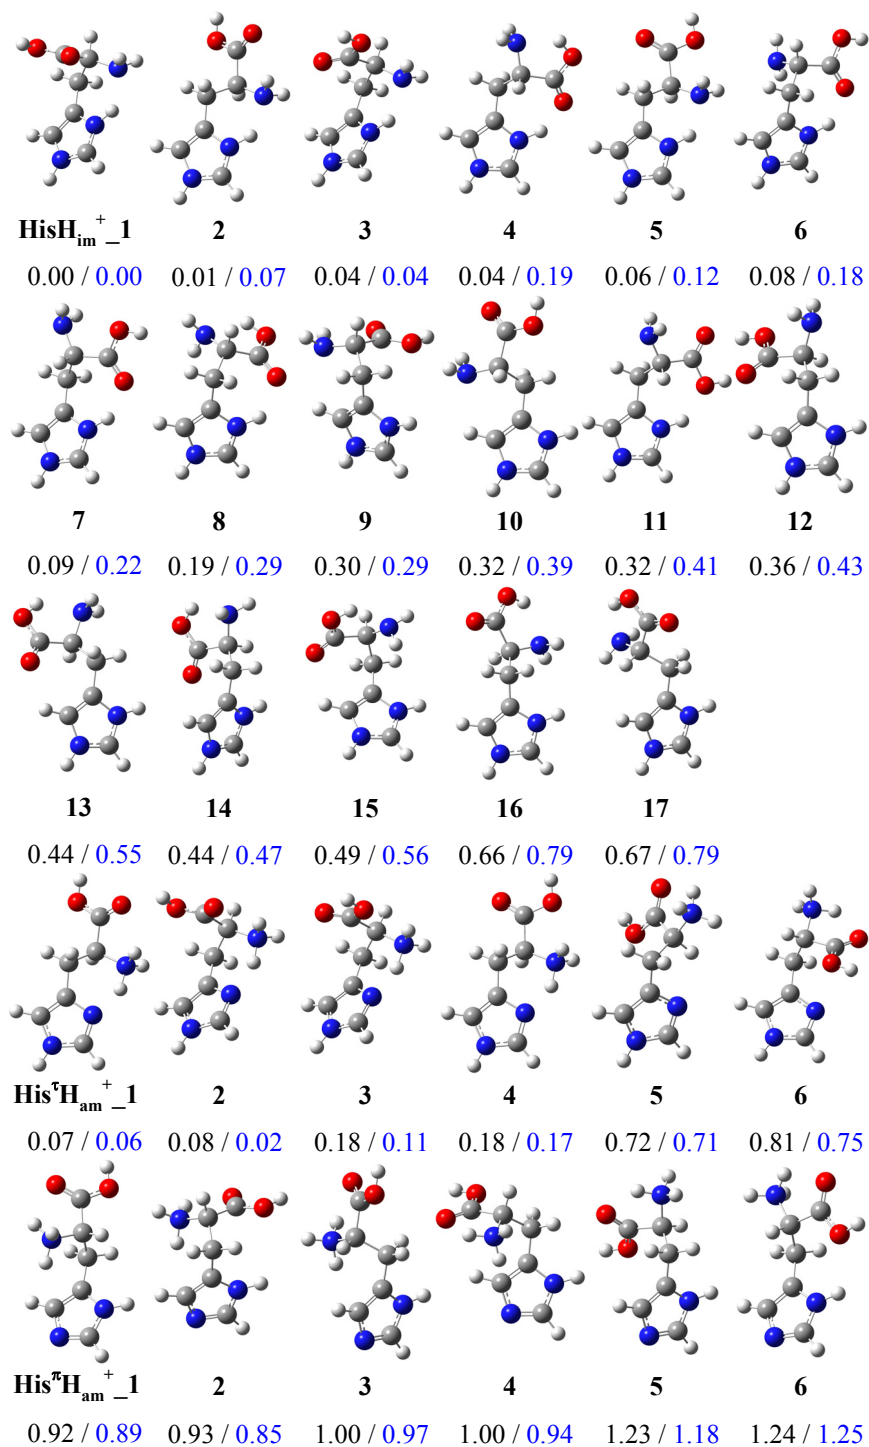 HisH_im^+_1 2 3 4 5 6
0.00 / 0.00 0.01 / 0.07 0.04 / 0.04 0.04 / 0.19 0.06 / 0.12 0.08 / 0.18
7 8 9 10 11 12
0.09 / 0.22 0.19 / 0.29 0.30 / 0.29 0.32 / 0.39 0.32 / 0.41 0.36 / 0.43
13 14 15 16 17
0.44 / 0.55 0.44 / 0.47 0.49 / 0.56 0.66 / 0.79 0.67 / 0.79
His^τH_am^+_1 2 3 4 5 6
0.07 / 0.06 0.08 / 0.02 0.18 / 0.11 0.18 / 0.17 0.72 / 0.71 0.81 / 0.75
His^πH_am^+_1 2 3 4 5 6
0.92 / 0.89 0.93 / 0.85 1.00 / 0.97 1.00 / 0.94 1.23 / 1.18 1.24 / 1.25